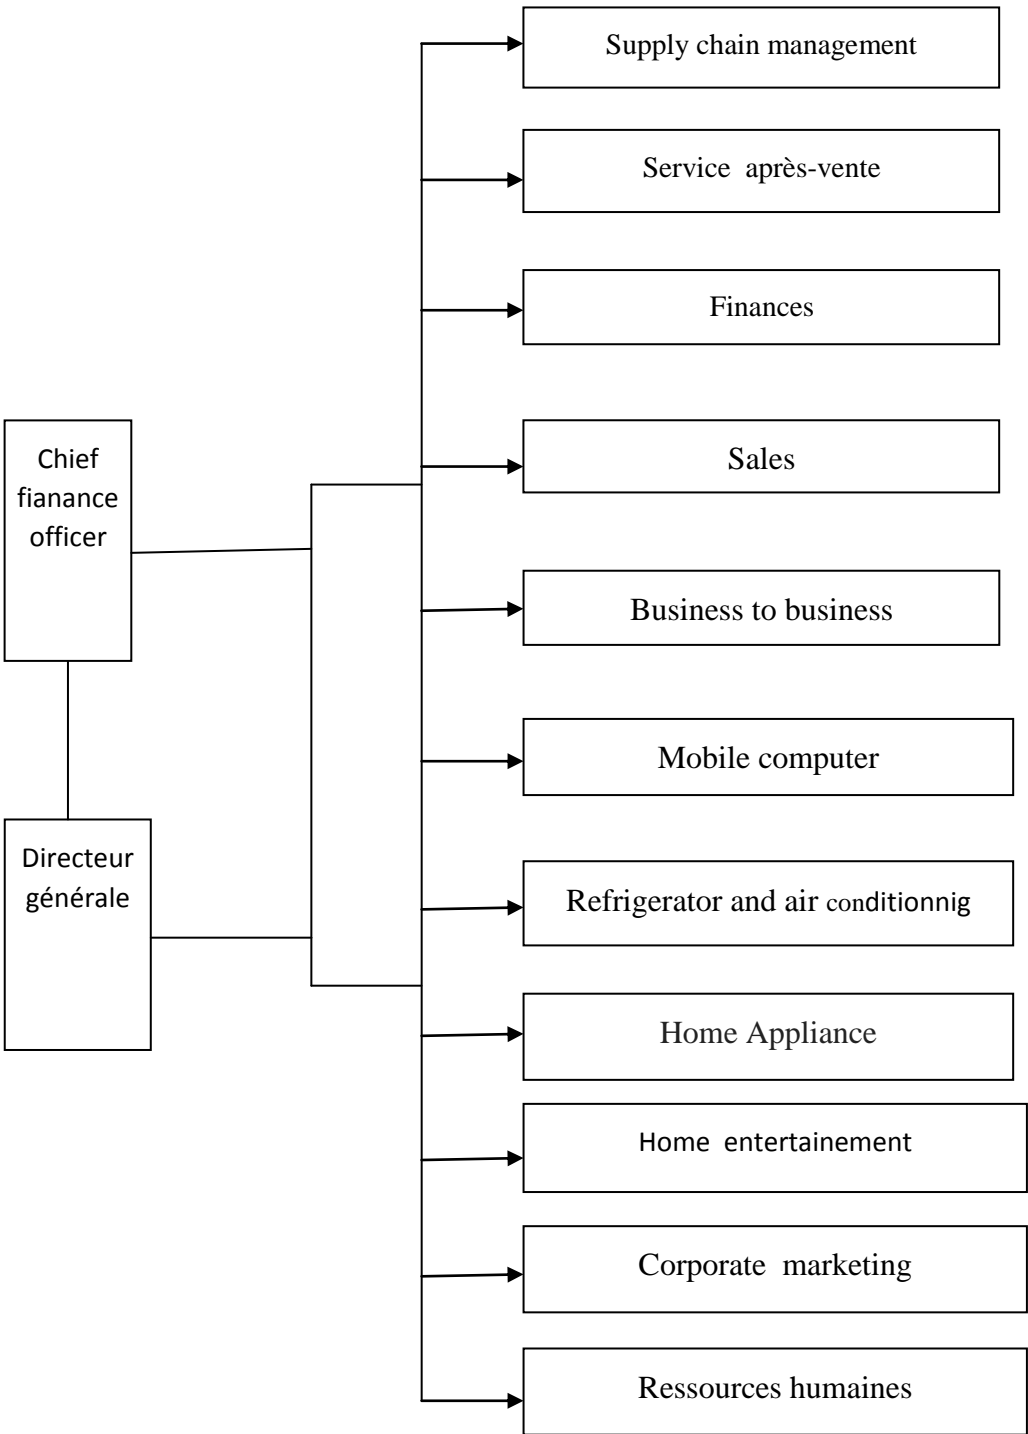 Supply chain management
Service après-vente
Finances
Chief
fianance
officer
Sales
Business to business
Mobile computer
Directeur
générale
Refrigerator and air conditionnig
Home Appliance
Home entertainement
Corporate marketing
Ressources humaines